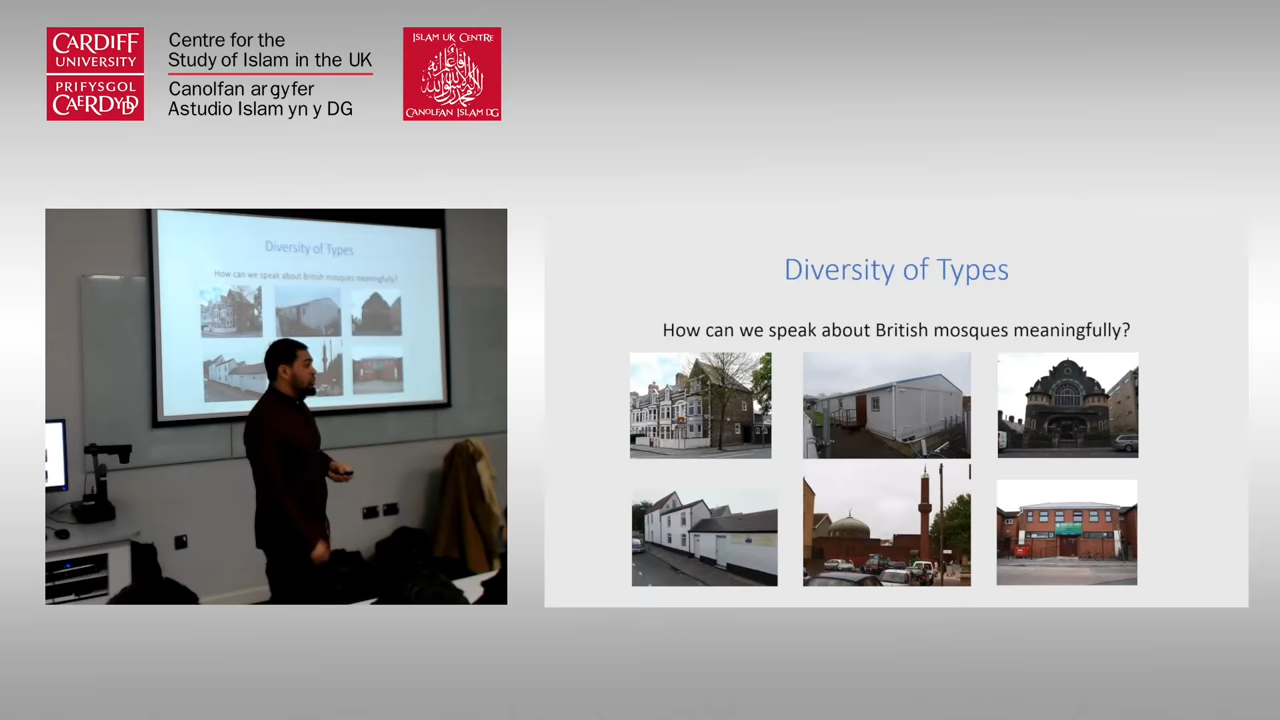 CARDIFF
UNIVERSITY
PRIFYSGOL
CAERDYDD
Centre for the
Study of Islam in the UK
Canolfan ar gyfer
Astudio Islam yn y DG
ISLAM UK CENTRE
CANOLFAN ISLAM DG
Diversity of Types
How can we speak about British mosques meaningfully?
Diversity of Types
How can we speak about British mosques meaningfully?